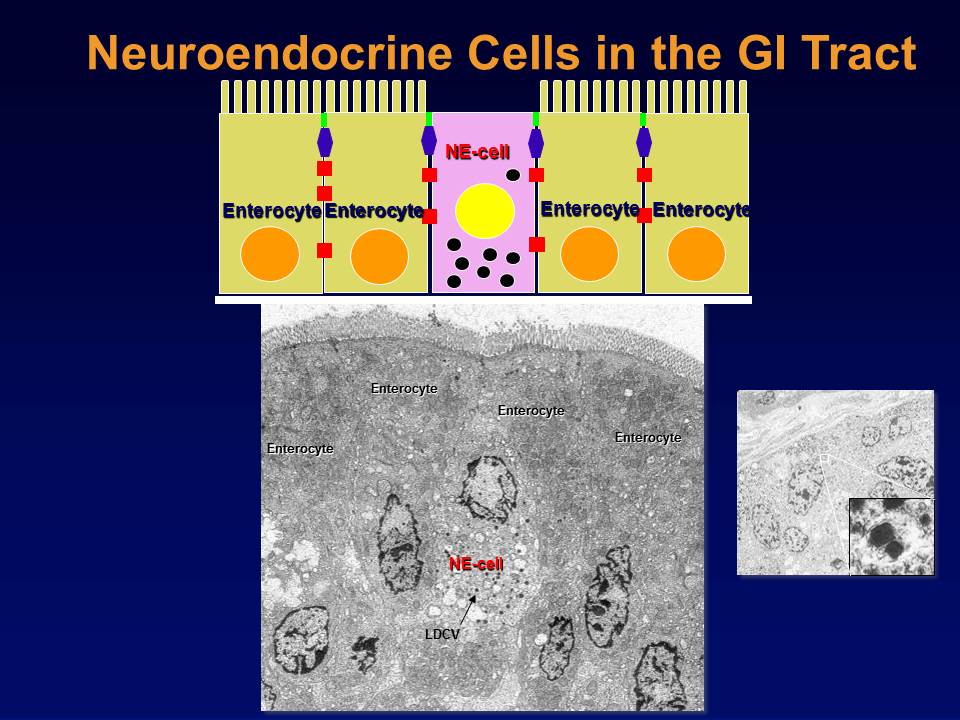 Neuroendocrine Cells in the GI Tract
NE-cell
Enterocyte Enterocyte Enterocyte Enterocyte
Enterocyte
Enterocyte
Enterocyte
Enterocyte
NE-cell
LDCV